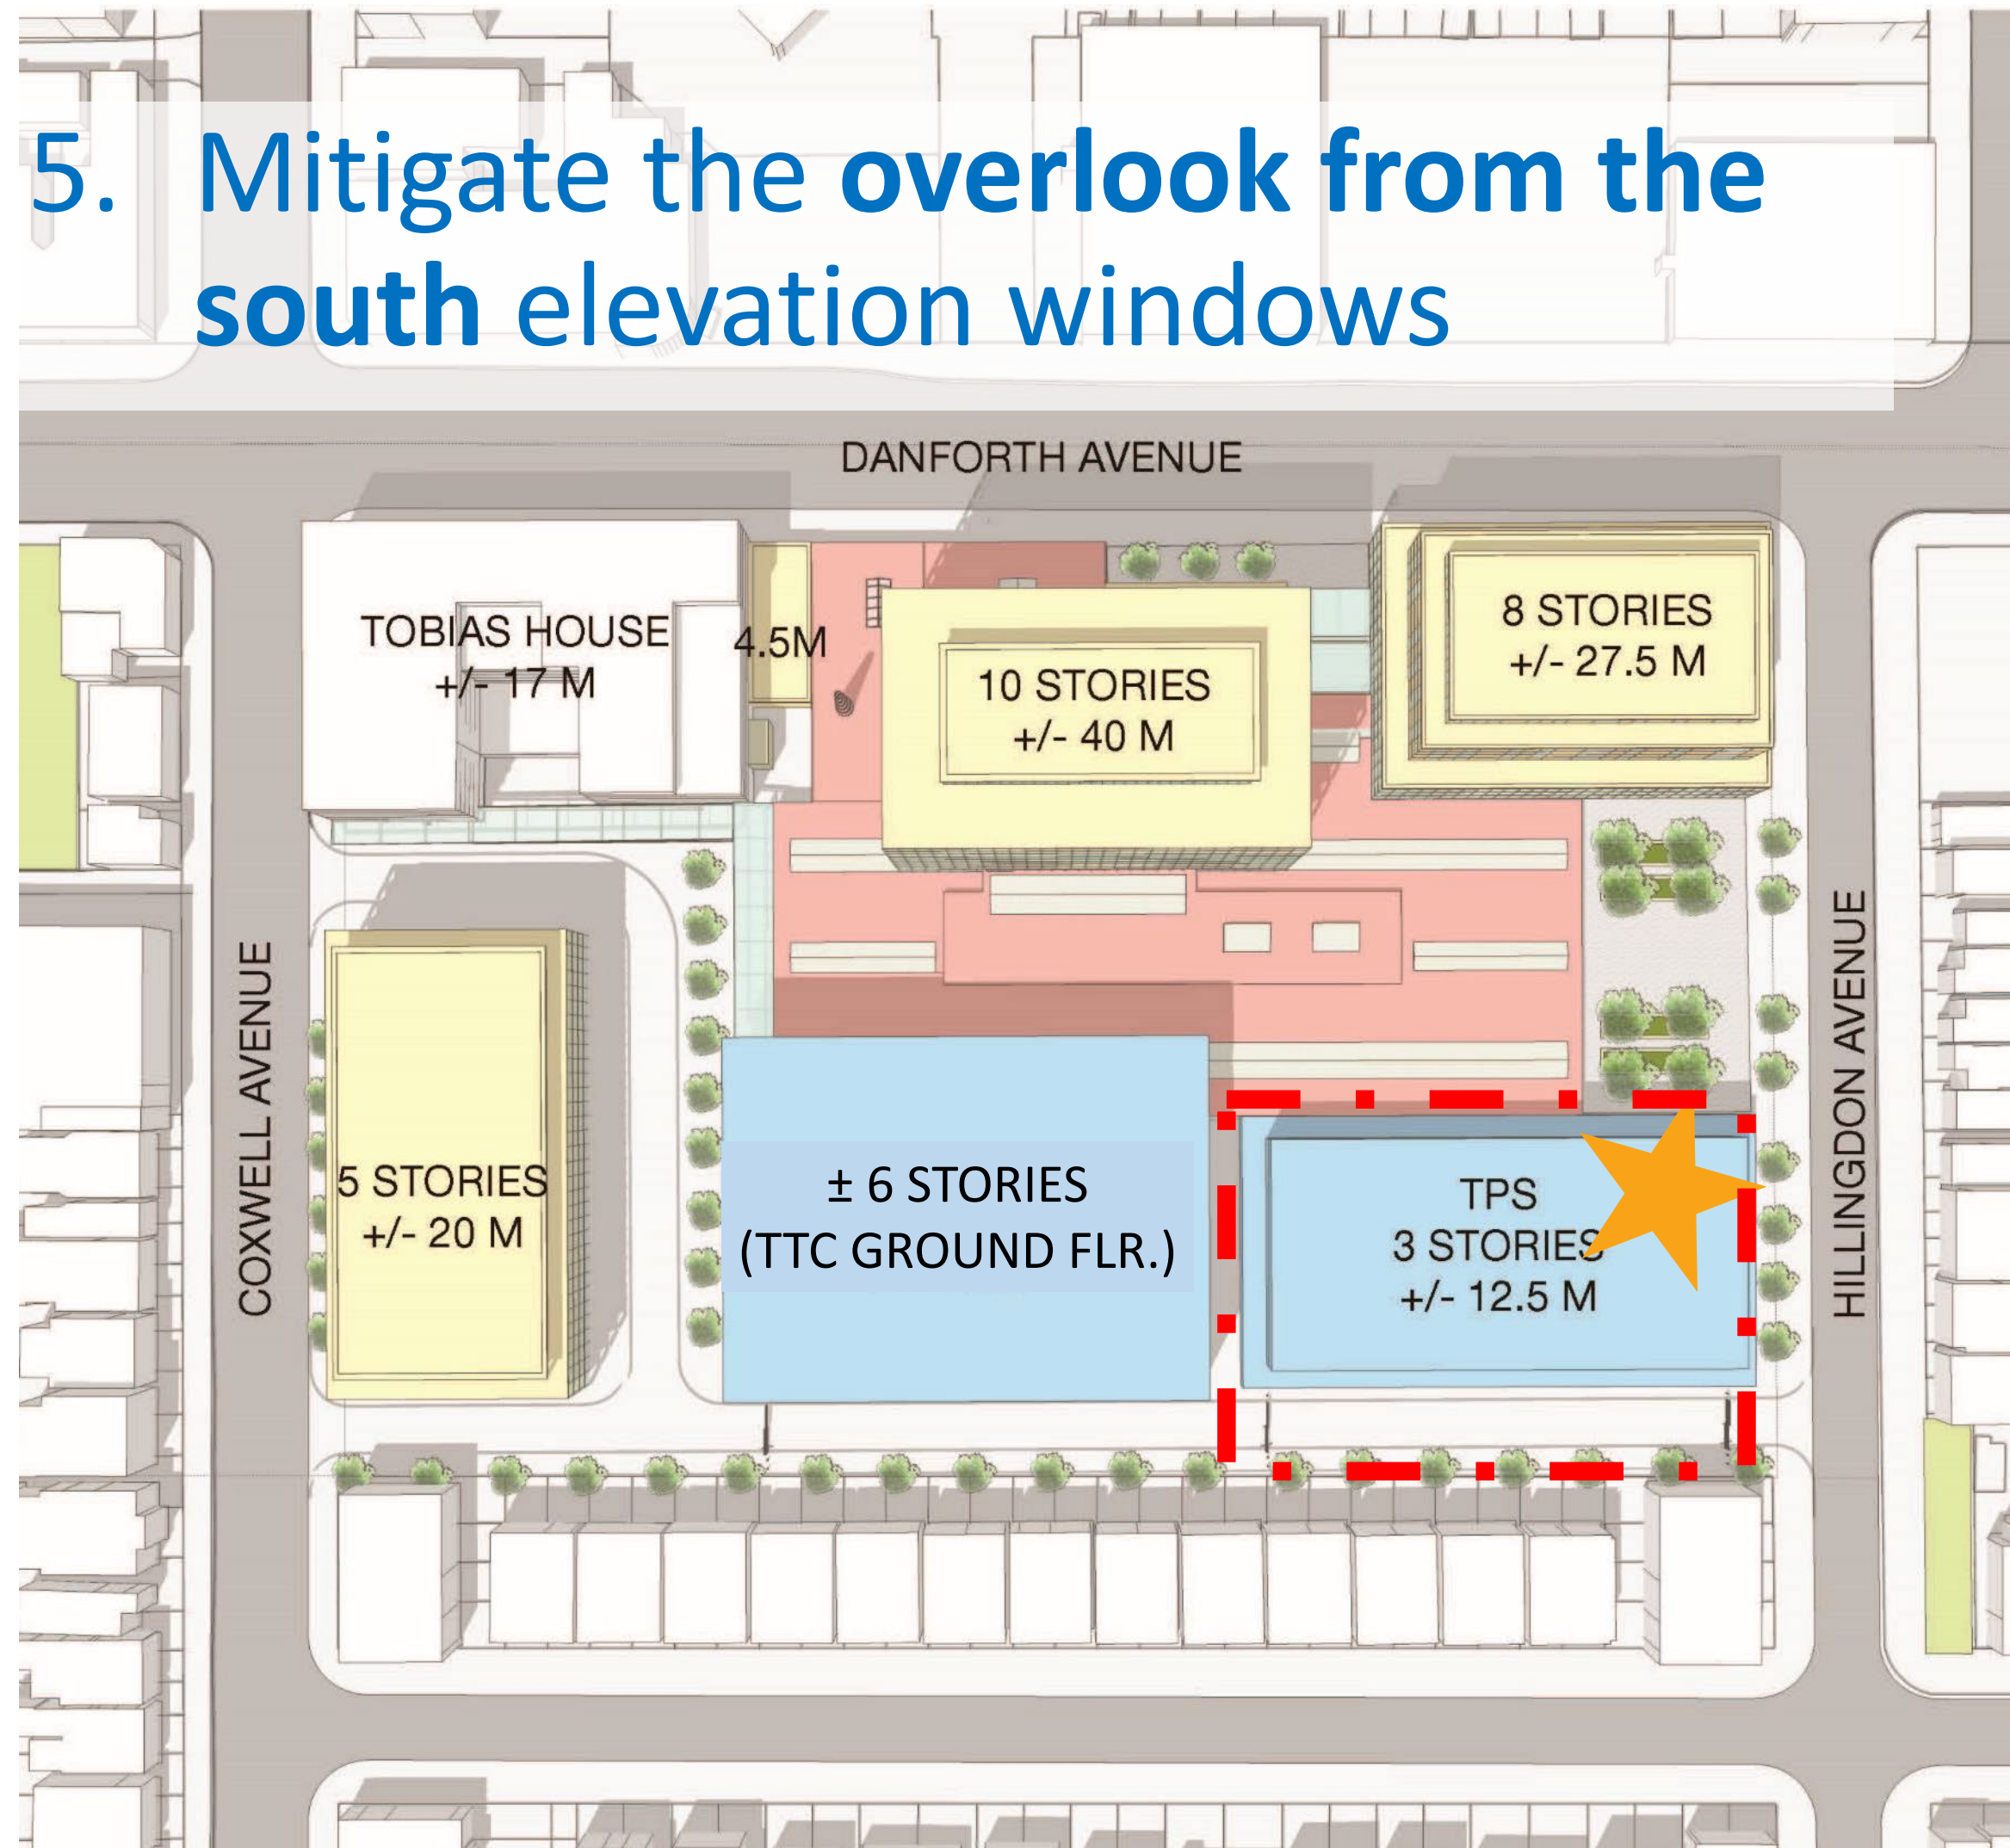 5. Mitigate the overlook from the
south elevation windows
DANFORTH AVENUE
TOBIAS HOUSE
+/- 17 M
4.5M
10 STORIES
+/- 40 M
8 STORIES
+/- 27.5 M
COXWELL AVENUE
5 STORIES
+/- 20 M
± 6 STORIES
(TTC GROUND FLR.)
TPS
3 STORIES
+/- 12.5 M
HILLINGDON AVENUE